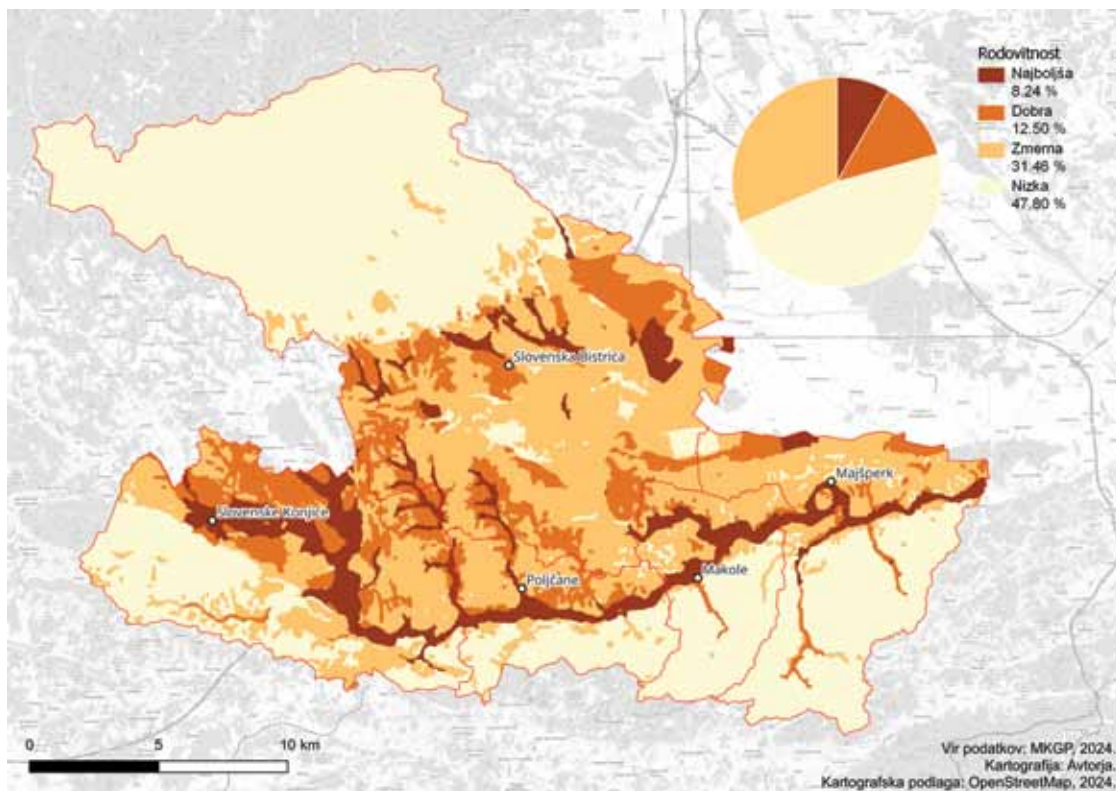 Rodovitnost
Najboljša
8.24 %
Dobra
12.50 %
Zmerna
31.46 %
Nizka
47.80 %
Slovenska Bistrica
Majšperk
Slovenske Konjice
Poljčane
Makole
0 5 10 km
Vir podatkov: MKGP, 2024.
Kartografija: Avtorja.
Kartografska podlaga: OpenStreetMap, 2024.